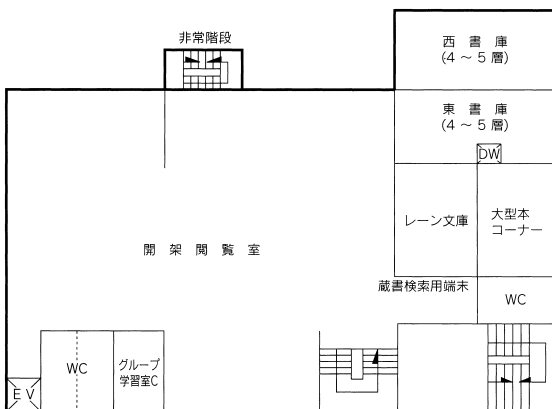 非常階段
西書庫
(4～5層)
東書庫
(4～5層)
DW
レーン文庫
大型本
コーナー
開架閲覧室
蔵書検索用端末
WC
WC
グループ
学習室C
EV